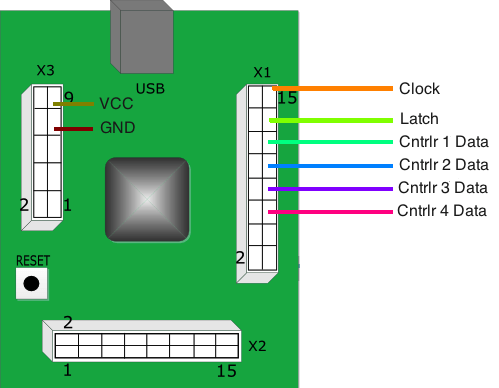 USB
X3
9
VCC
GND
2
1
X1
15
2
Clock
Latch
Cntrlr 1 Data
Cntrlr 2 Data
Cntrlr 3 Data
Cntrlr 4 Data
RESET
2
X2
1
15